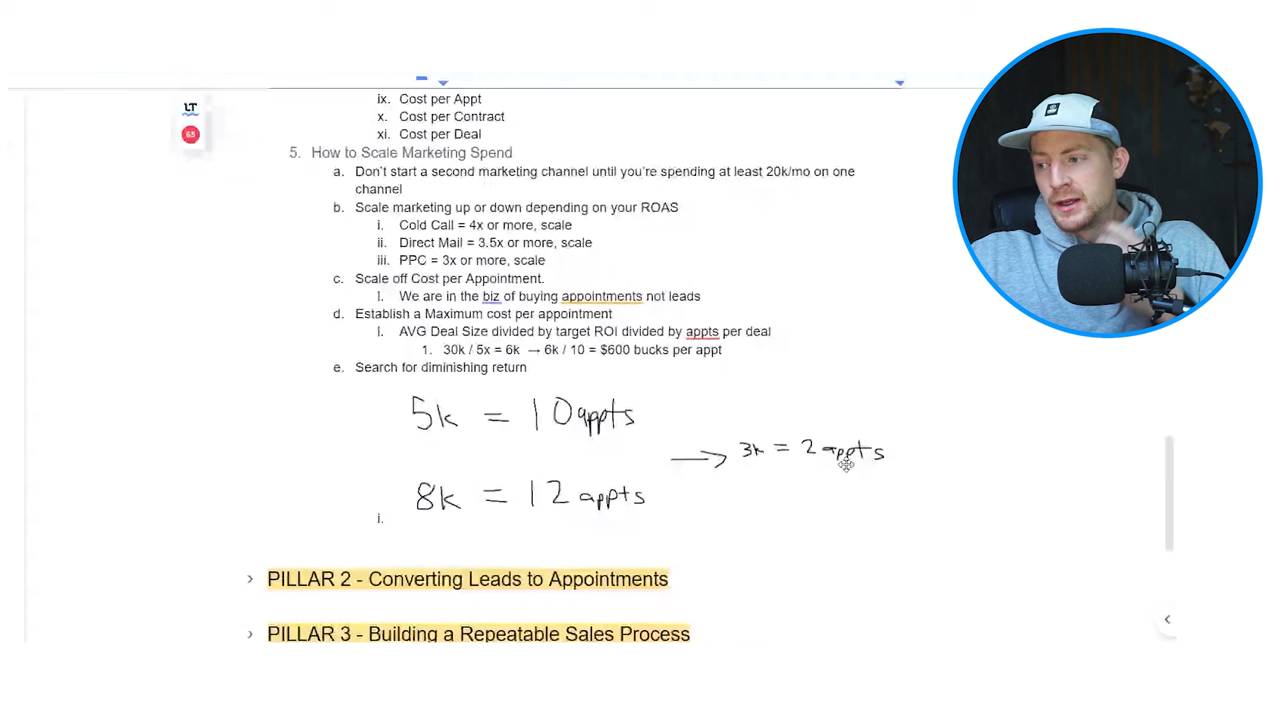 LT
65
ix. Cost per Appt
x. Cost per Contract
xi. Cost per Deal
5. How to Scale Marketing Spend
a. Don't start a second marketing channel until you're spending at least 20k/mo on one
channel
b. Scale marketing up or down depending on your ROAS
i. Cold Call = 4x or more, scale
ii. Direct Mail = 3.5x or more, scale
iii. PPC = 3x or more, scale
c. Scale off Cost per Appointment.
i. We are in the biz of buying appointments not leads
d. Establish a Maximum cost per appointment
i. AVG Deal Size divided by target ROI divided by appts per deal
1. 30k / 5x = 6k → 6k / 10 = $600 bucks per appt
e. Search for diminishing return
5k = 10 appts
→ 3k = 2 appts
8k = 12 appts
i.
PILLAR 2 - Converting Leads to Appointments
PILLAR 3 - Building a Repeatable Sales Process